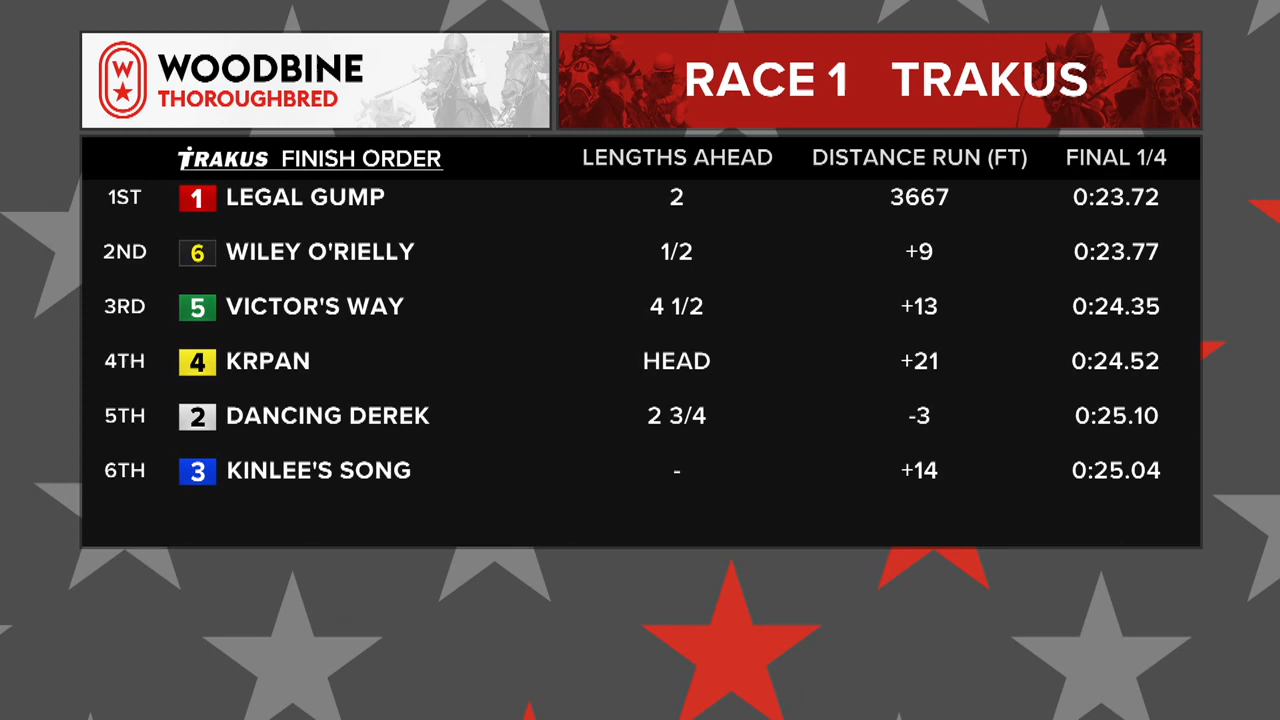 W
WOODBINE
THOROUGHBRED
RACE 1 TRAKUS
TRAKUS FINISH ORDER LENGTHS AHEAD DISTANCE RUN (FT) FINAL 1/4
1ST 1 LEGAL GUMP 2 3667 0:23.72
2ND 6 WILEY O'RIELLY 1/2 +9 0:23.77
3RD 5 VICTOR'S WAY 4 1/2 +13 0:24.35
4TH 4 KRPAN HEAD +21 0:24.52
5TH 2 DANCING DEREK 2 3/4 -3 0:25.10
6TH 3 KINLEE'S SONG - +14 0:25.04